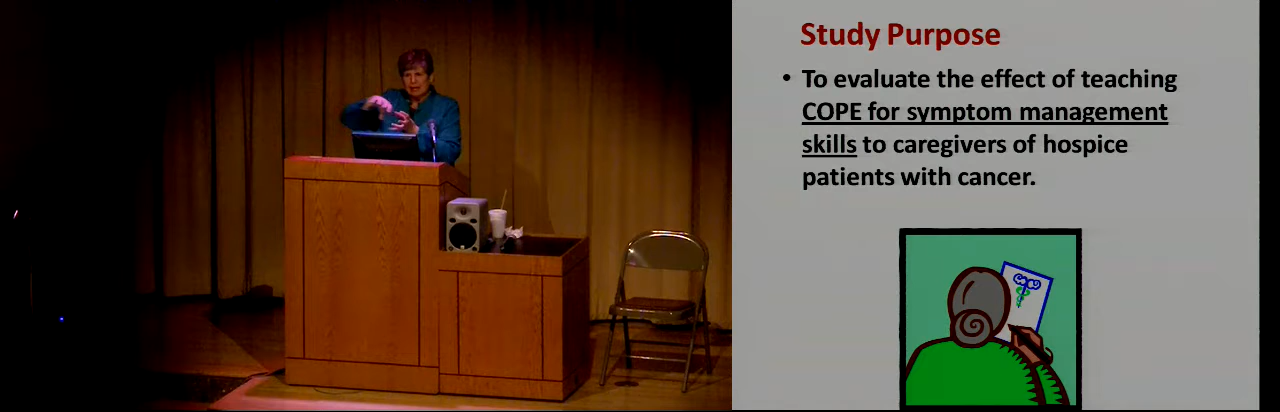 Study Purpose
• To evaluate the effect of teaching
COPE for symptom management
skills to caregivers of hospice
patients with cancer.